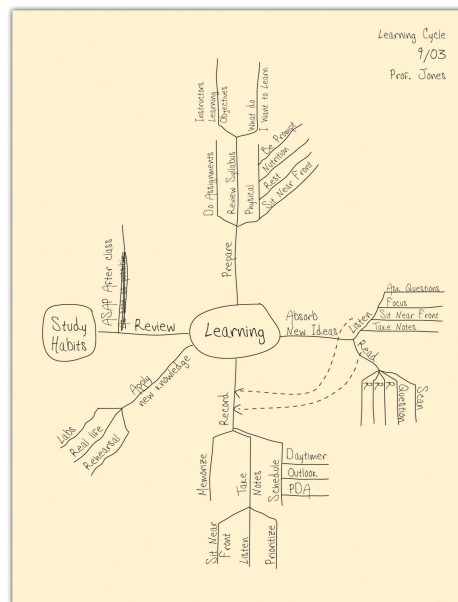 Learning Cycle
9/03
Prof. Jones
Instructors
Learning
Objectives
What do
I Want to Learn
Do Assignments
Review Syllabus
Physical
Be Prompt
Nutrition
Rest
Sit Near Front
Prepare
Learning
Absorb
New Ideas
Listen
Ask Questions
Focus
Sit Near Front
Take Notes
Read
Scan
Question
R
R
R
Record
Memorize
Take
Notes
Schedule
Daytimer
Outlook
PDA
Sit Near
Front
Listen
Prioritize
Apply
new knowledge
Labs
Real life
Rehearsal
Review
ASAP After class
Study
Habits